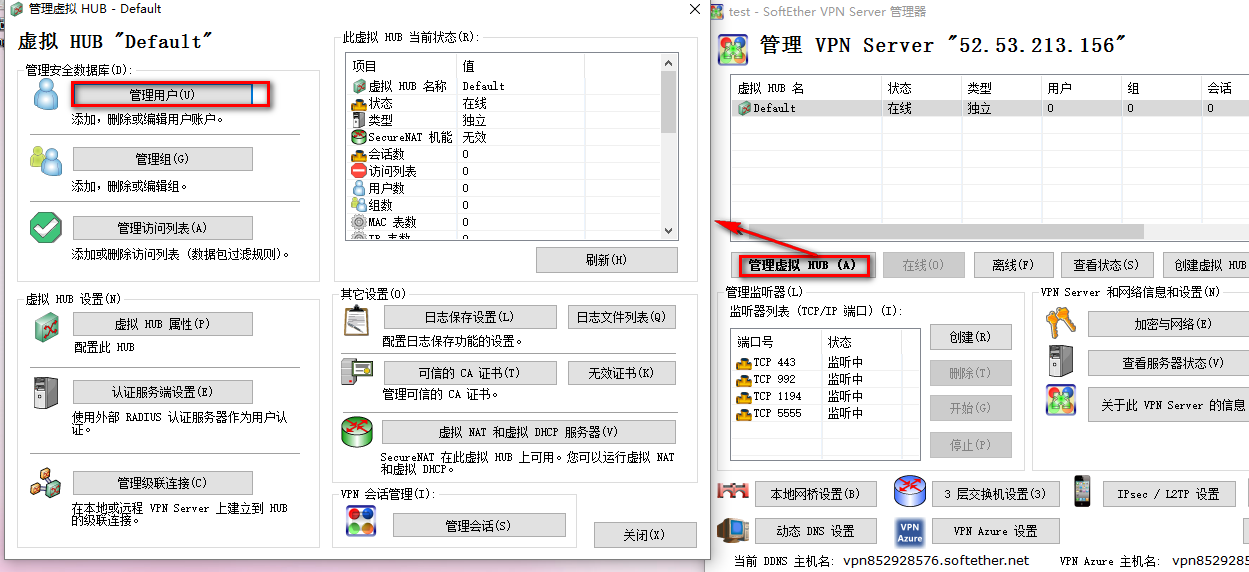 管理虚拟 HUB - Default
虚拟 HUB "Default"
管理安全数据库(D):
管理用户(U)
添加，删除或编辑用户账户。
管理组(G)
添加，删除或编辑组。
管理访问列表(A)
添加或删除访问列表 (数据包过滤规则)。
虚拟 HUB 设置(N)
虚拟 HUB 属性(P)
配置此 HUB
认证服务端设置(E)
使用外部 RADIUS 认证服务器作为用户认
证。
管理级联连接(C)
在本地或远程 VPN Server 上建立到 HUB
的级联连接。
此虚拟 HUB 当前状态(R):
项目 值
虚拟 HUB 名称 Default
状态 在线
类型 独立
SecureNAT 机能 无效
会话数 0
访问列表 0
用户数 0
组数 0
MAC 表数 0
IP 表数 0
刷新(H)
其它设置(O)
日志保存设置(L) 日志文件列表(Q)
配置日志保存功能的设置。
可信的 CA 证书(T) 无效证书(K)
管理可信的 CA 证书。
虚拟 NAT 和虚拟 DHCP 服务器(V)
SecureNAT 在此虚拟 HUB 上可用。您可以运行虚拟 NAT
和虚拟 DHCP。
VPN 会话管理(I):
管理会话(S)
关闭(X)
test - SoftEther VPN Server 管理器
管理 VPN Server "52.53.213.156"
虚拟 HUB 名 状态 类型 用户 组 会话
Default 在线 独立 0 0 0
管理虚拟 HUB (A) 在线(O) 离线(F) 查看状态(S) 创建虚拟 HUB
管理监听器(L)
监听器列表 (TCP/IP 端口) (I):
端口号 状态
TCP 443 监听中
TCP 992 监听中
TCP 1194 监听中
TCP 5555 监听中
创建(R)
删除(T)
开始(G)
停止(P)
VPN Server 和网络信息和设置(N)
加密与网络(E)
查看服务器状态(V)
关于此 VPN Server 的信息
本地网桥设置(B) 3 层交换机设置(3) IPsec / L2TP 设置
动态 DNS 设置 VPN Azure VPN Azure 设置
当前 DDNS 主机名: vpn852928576.softether.net VPN Azure 主机名: vpn8529285